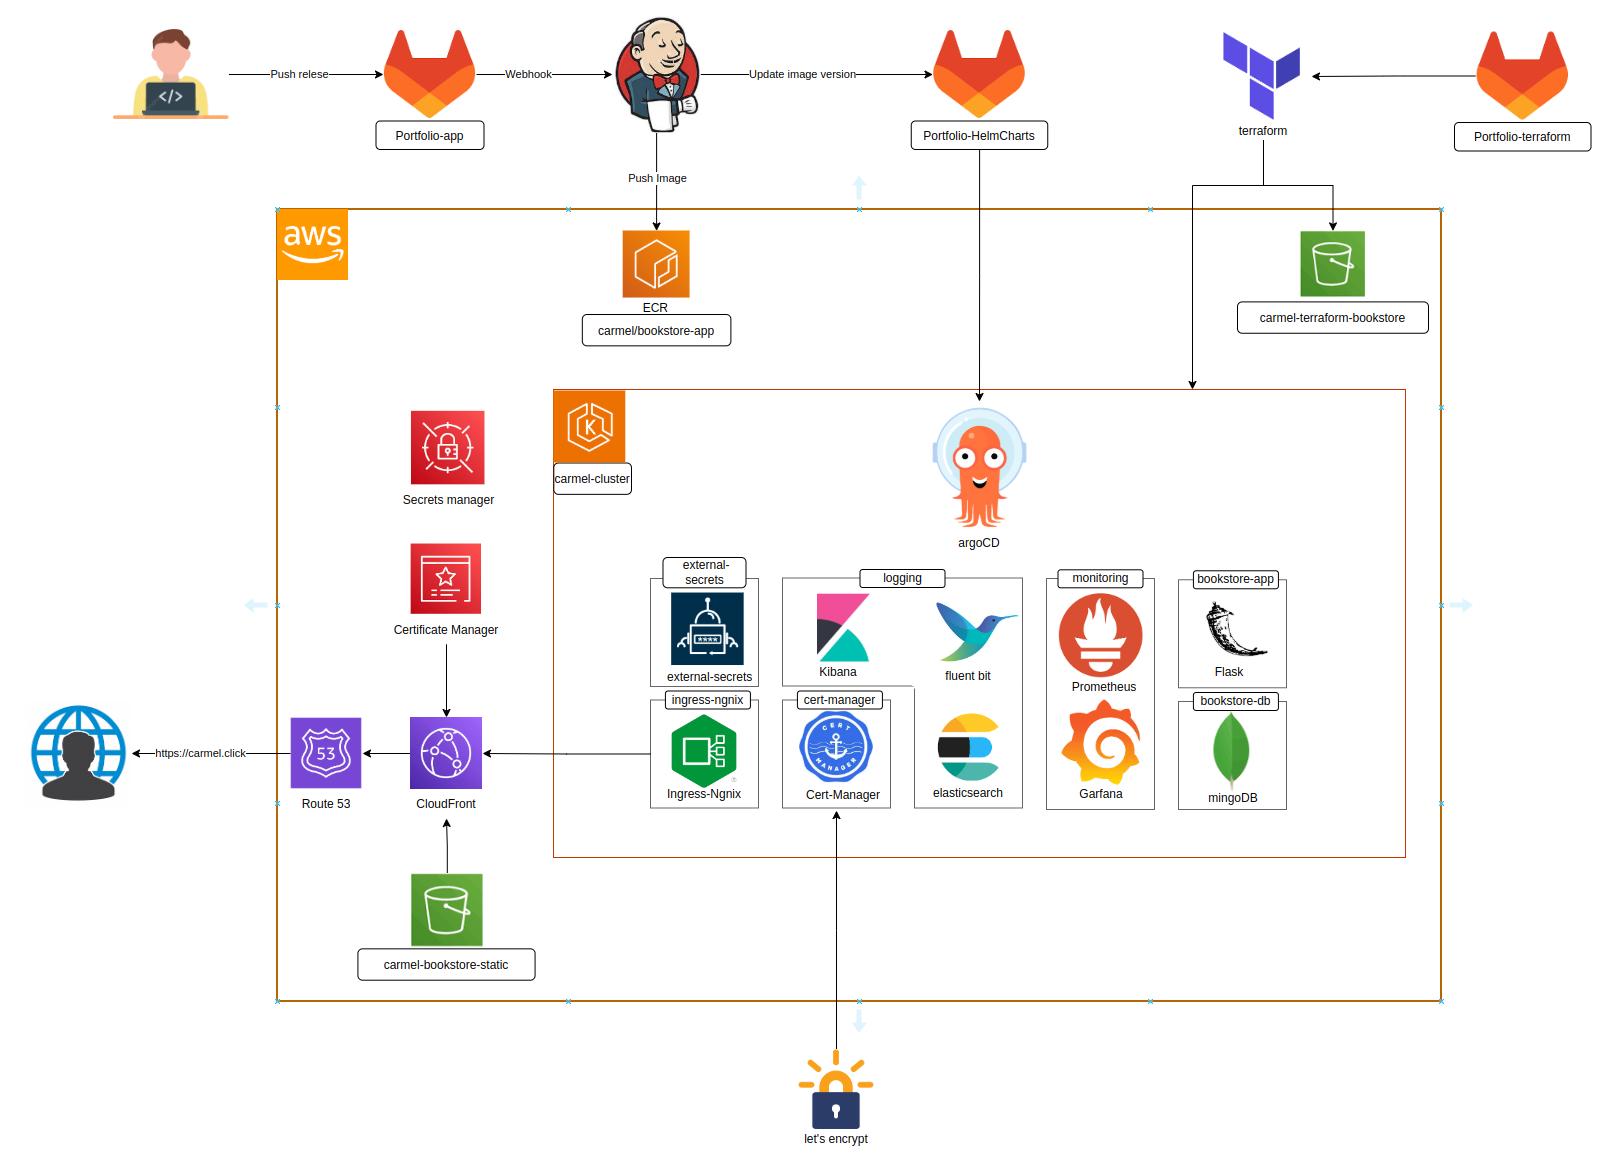 Push relese
Webhook
Update image version
Portfolio-app
Portfolio-HelmCharts
terraform
Portfolio-terraform
</>
Push Image
aws
ECR
carmel/bookstore-app
carmel-terraform-bookstore
K
carmel-cluster
Secrets manager
argoCD
Certificate Manager
external-
secrets
logging
monitoring
bookstore-app
****
external-secrets
Kibana
fluent bit
Prometheus
Flask
ingress-ngnix
cert-manager
bookstore-db
CERT
MANAGER
®
Ingress-Ngnix
Cert-Manager
elasticsearch
Garfana
mingoDB
https://carmel.click
53
Route 53
CloudFront
carmel-bookstore-static
let's encrypt